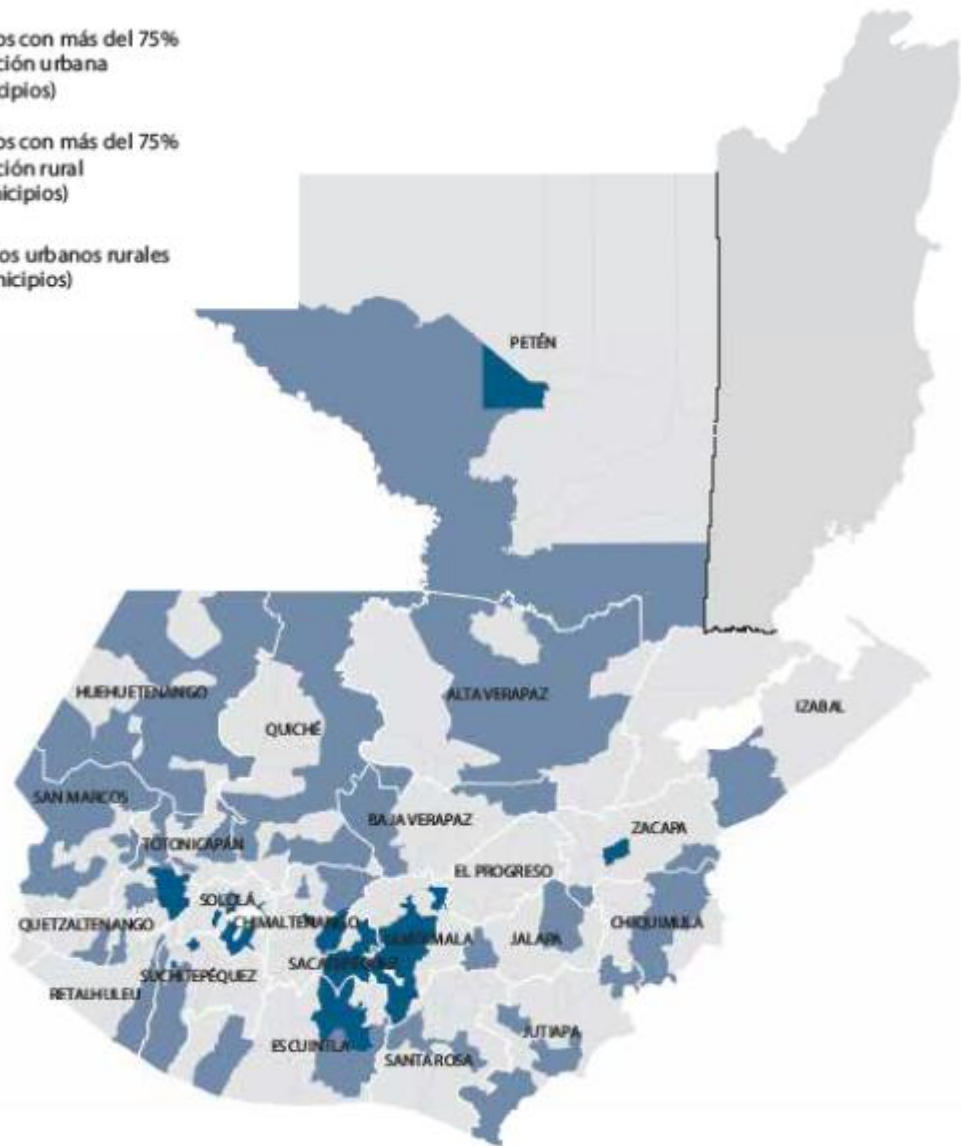 os con más del 75%
ción urbana
cipios)
os con más del 75%
ción rural
nicipios)
os urbanos rurales
nicipios)
PETÉN
HUEHUETENANGO
ALTA VERAPAZ
IZABAL
QUICHÉ
SAN MARCOS
BAJA VERAPAZ
ZACAPA
TOTONICAPÁN
EL PROGRESO
SOLOLÁ
QUETZALTENANGO
CHIMALTENANGO
GUATEMALA
JALAPA
CHIQUIMULA
SACATEPÉQUEZ
SUCHITEPÉQUEZ
RETALHULEU
ESCUINTLA
JUTIAPA
SANTA ROSA